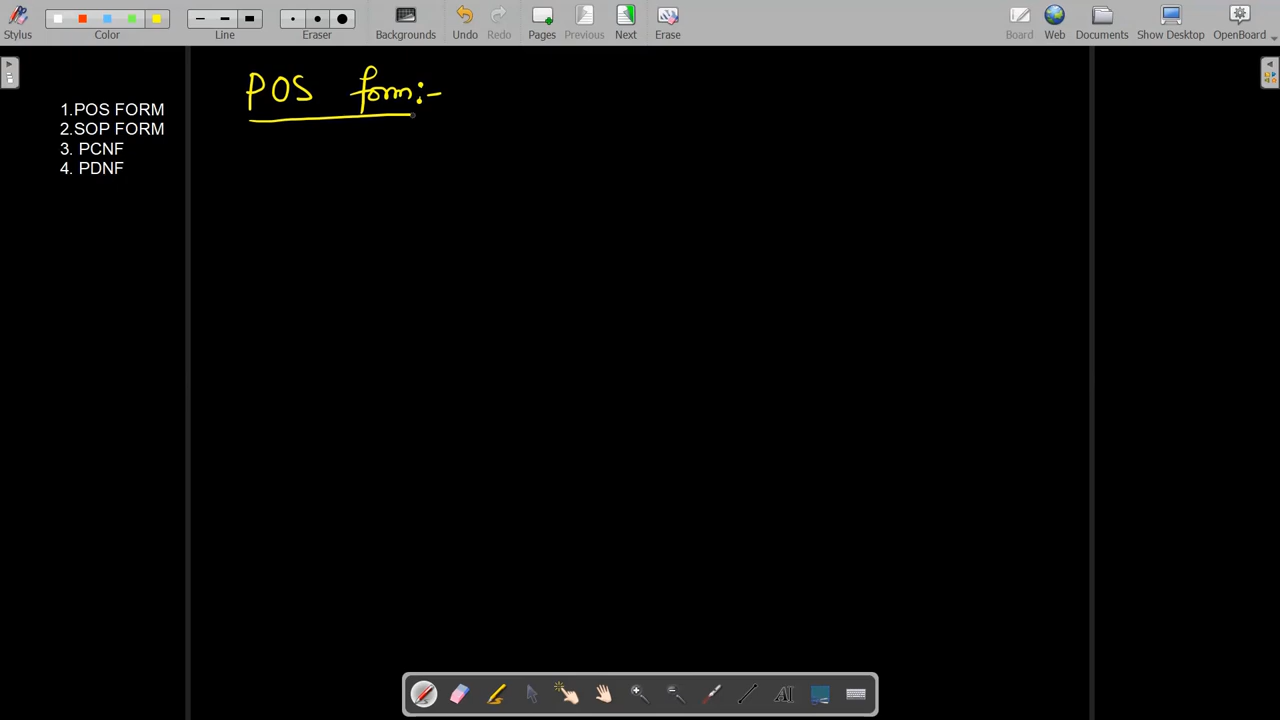 Stylus
Color
Line
Eraser
Backgrounds
Undo
Redo
Pages
Previous
Next
Erase
Board
Web
Documents
Show Desktop
OpenBoard
POS form:-
1.POS FORM
2.SOP FORM
3. PCNF
4. PDNF
AI